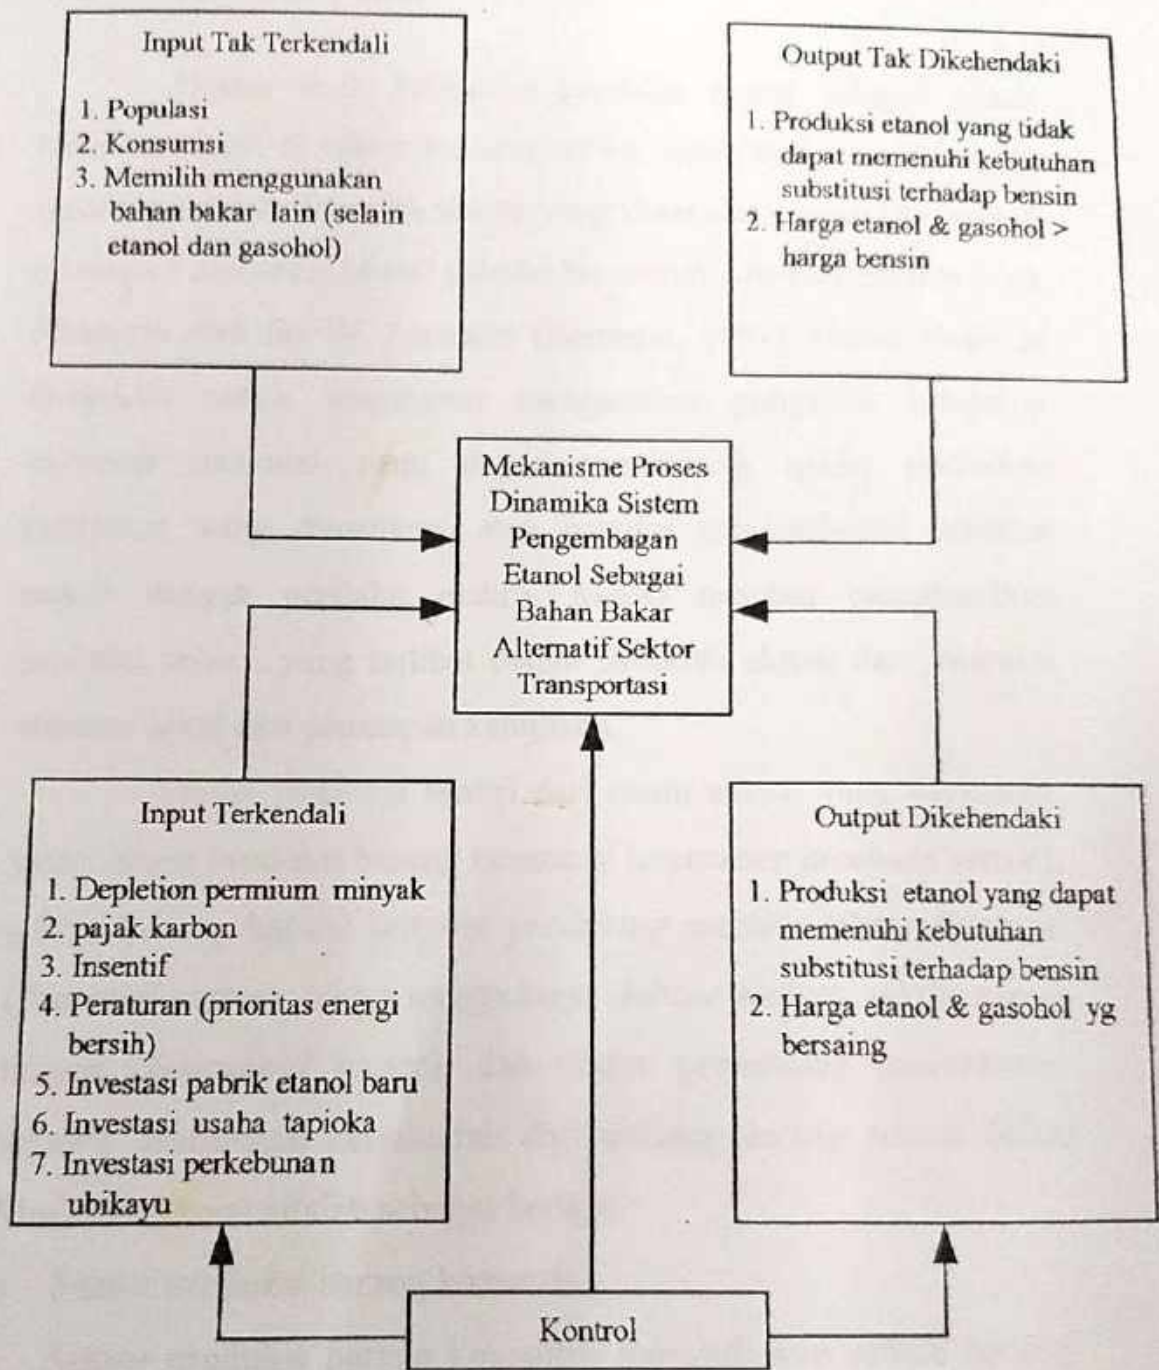 Input Tak Terkendali
1. Populasi
2. Konsumsi
3. Memilih menggunakan
bahan bakar lain (selain
etanol dan gasohol)
Output Tak Dikehendaki
1. Produksi etanol yang tidak
dapat memenuhi kebutuhan
substitusi terhadap bensin
2. Harga etanol & gasohol >
harga bensin
Mekanisme Proses
Dinamika Sistem
Pengembagan
Etanol Sebagai
Bahan Bakar
Alternatif Sektor
Transportasi
Input Terkendali
1. Depletion permium minyak
2. pajak karbon
3. Insentif
4. Peraturan (prioritas energi
bersih)
5. Investasi pabrik etanol baru
6. Investasi usaha tapioka
7. Investasi perkebunan
ubikayu
Output Dikehendaki
1. Produksi etanol yang dapat
memenuhi kebutuhan
substitusi terhadap bensin
2. Harga etanol & gasohol yg
bersaing
Kontrol